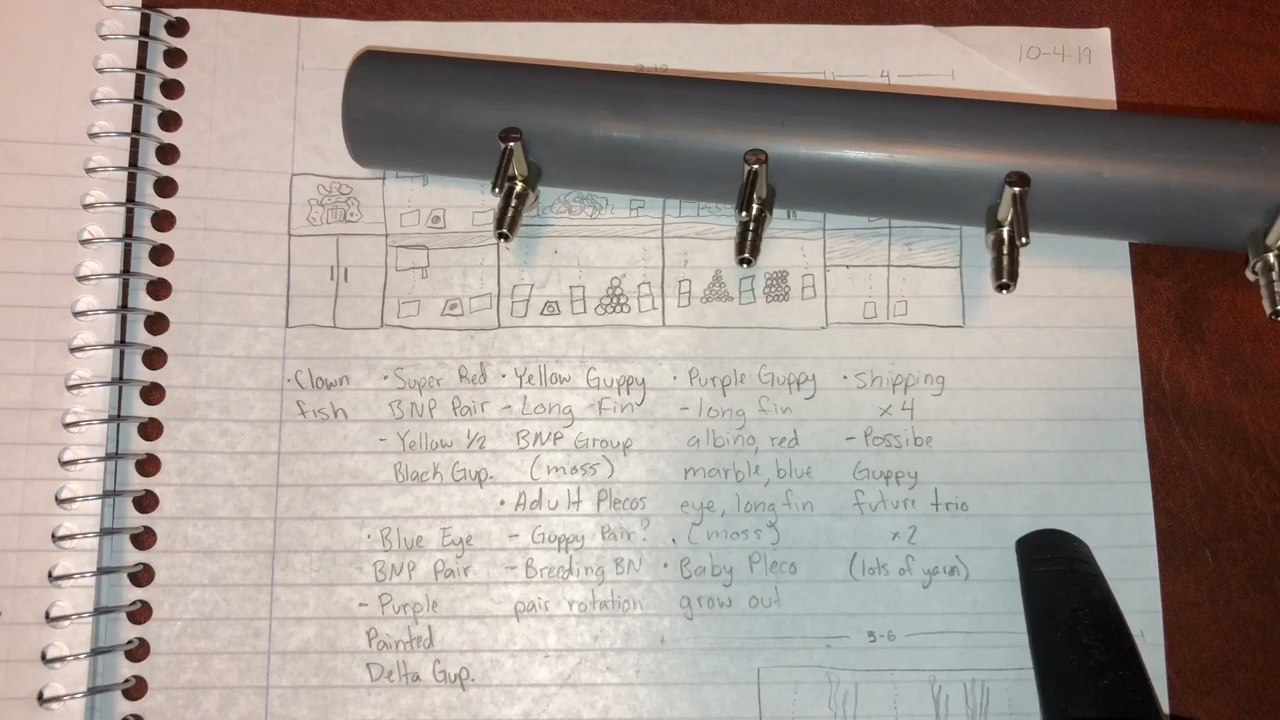 10-4-19
4
· Clown
fish
· Super Red
BNP Pair
- Yellow 1/2
Black Gup.
· Blue Eye
BNP Pair
- Purple
Painted
Delta Gup.
· Yellow Guppy
- Long Fin
BNP Group
(moss)
· Adult Plecos
- Guppy Pair?
- Breeding BN
pair rotation
· Purple Guppy
- long fin
albino, red
marble, blue
eye, long fin
(moss)
· Baby Pleco
grow out
· Shipping
x4
- Possibe
Guppy
future trio
x2
(lots of yarn)
5-6